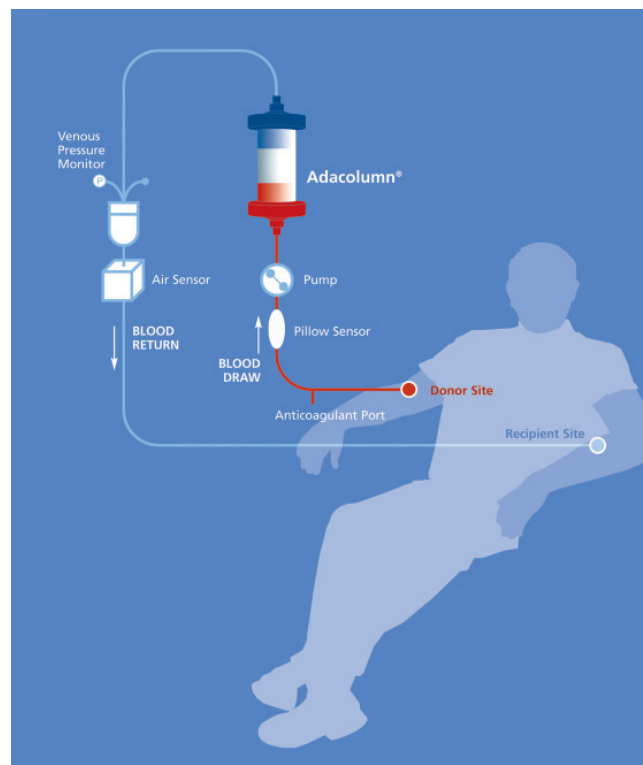 Venous
Pressure
Monitor
P
Adacolumn®
Air Sensor
Pump
BLOOD
RETURN
Pillow Sensor
BLOOD
DRAW
Donor Site
Anticoagulant Port
Recipient Site